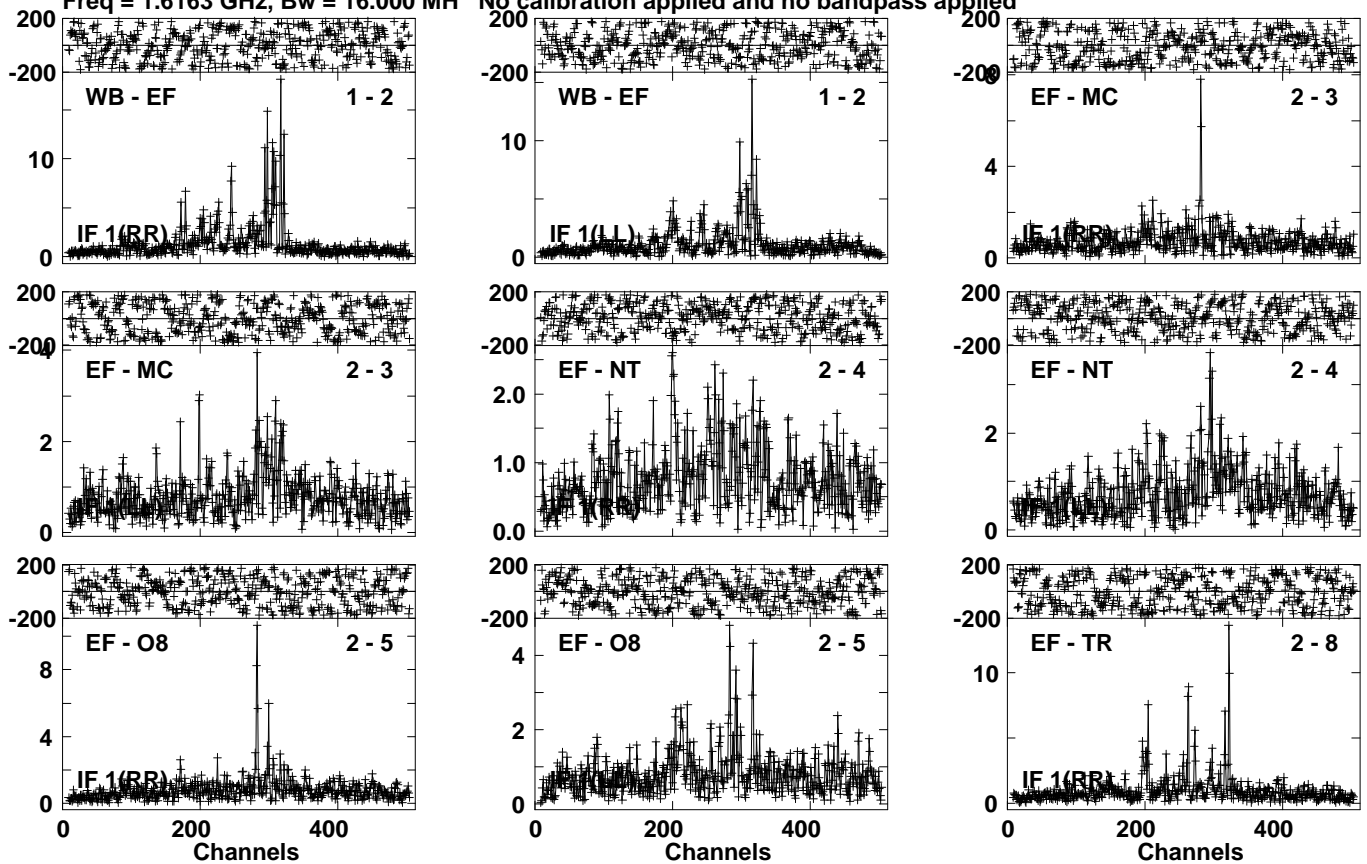 Freq = 1.6163 GHz, Bw = 16.000 MH No calibration applied and no bandpass applied
200 200 200
-200 -200 -200
8
WB - EF 1 - 2 WB - EF 1 - 2 EF - MC 2 - 3
10 10 4
IF 1(RR) IF 1(LL) IF 1(RR)
0 0 0
200 200 200
-200 -200 -200
4
EF - MC 2 - 3 EF - NT 2 - 4 EF - NT 2 - 4
2 2.0 2
1.0
IF 1(RR)
0 0.0 0
200 200 200
-200 -200 -200
EF - O8 2 - 5 EF - O8 2 - 5 EF - TR 2 - 8
8 4 10
4 2
IF 1(RR) IF 1(RR)
0 0 0
0 200 400 0 200 400 0 200 400
Channels Channels Channels